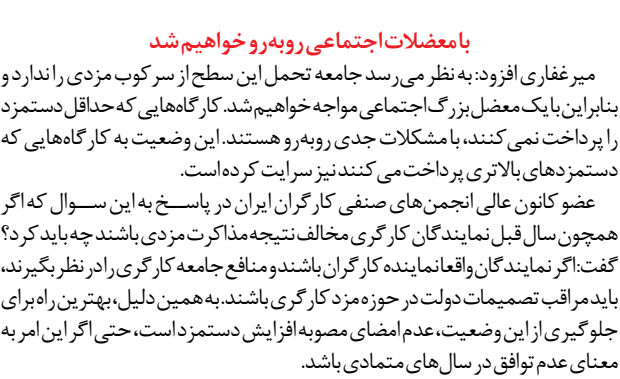 با معضلات اجتماعی روبه‌رو خواهیم شد
میرغفاری افزود: به نظر می‌رسد جامعه تحمل این سطح از سرکوب مزدی را ندارد و
بنابراین با یک معضل بزرگ اجتماعی مواجه خواهیم شد. کارگاه‌هایی که حداقل دستمزد
را پرداخت نمی‌کنند، با مشکلات جدی روبه‌رو هستند. این وضعیت به کارگاه‌هایی که
دستمزدهای بالاتری پرداخت می‌کنند نیز سرایت کرده است.
عضو کانون عالی انجمن‌های صنفی کارگران ایران در پاسخ به این سوال که اگر
همچون سال قبل نمایندگان کارگری مخالف نتیجه مذاکرت مزدی باشند چه باید کرد؟
گفت: اگر نمایندگان واقعا نماینده کارگران باشند و منافع جامعه کارگری را در نظر بگیرند،
باید مراقب تصمیمات دولت در حوزه مزد کارگری باشند. به همین دلیل، بهترین راه برای
جلوگیری از این وضعیت، عدم امضای مصوبه افزایش دستمزد است، حتی اگر این امر به
معنای عدم توافق در سال‌های متمادی باشد.